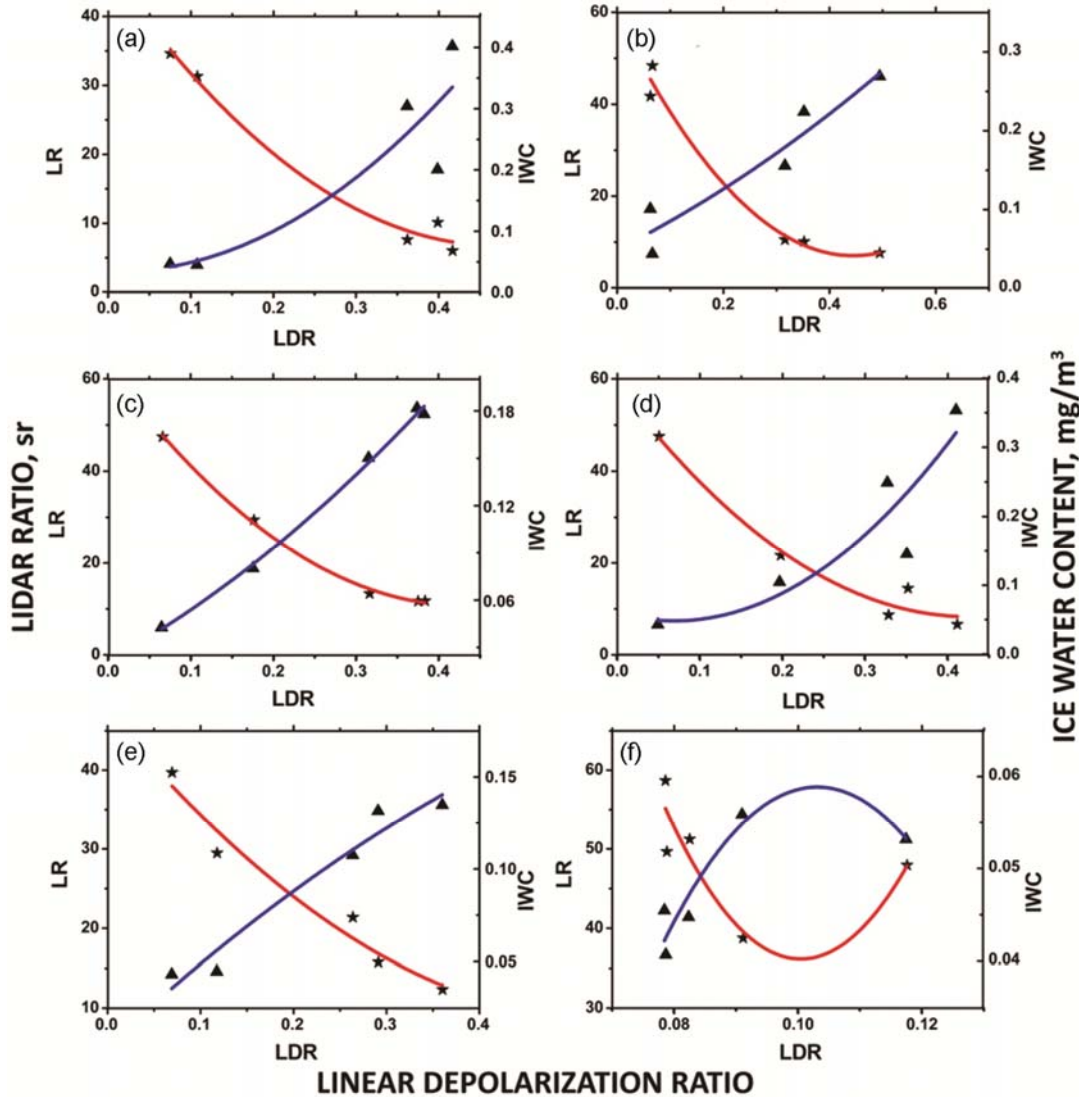 (a)
40
35
30
25
20
15
10
5
0
LR
0.4
0.3
0.2
0.1
0.0
IWC
0.0 0.1 0.2 0.3 0.4
LDR
(b)
60
40
20
0
LR
0.3
0.2
0.1
0.0
IWC
0.0 0.2 0.4 0.6
LDR
(c)
60
40
20
0
LR
0.18
0.12
0.06
IWC
0.0 0.1 0.2 0.3 0.4
LDR
(d)
60
40
20
0
LR
0.4
0.3
0.2
0.1
0.0
IWC
0.0 0.1 0.2 0.3 0.4 0.5
LDR
(e)
40
30
20
10
LR
0.15
0.10
0.05
IWC
0.0 0.1 0.2 0.3 0.4
LDR
(f)
60
50
40
30
LR
0.06
0.05
0.04
IWC
0.08 0.10 0.12
LDR
LIDAR RATIO, sr
ICE WATER CONTENT, mg/m³
LINEAR DEPOLARIZATION RATIO